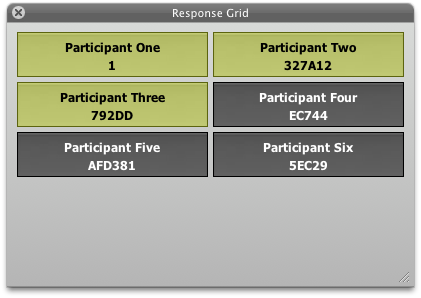 Response Grid
Participant One
1
Participant Two
327A12
Participant Three
792DD
Participant Four
EC744
Participant Five
AFD381
Participant Six
5EC29